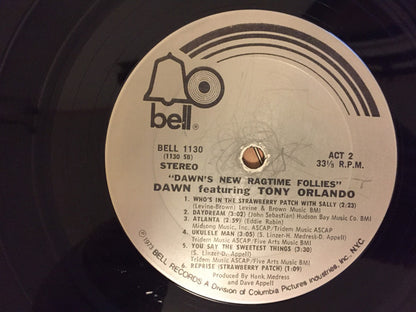 bell®
BELL 1130
(1130 SB)
STEREO
ACT 2
33⅓ R.P.M.
"DAWN'S NEW RAGTIME FOLLIES"
DAWN featuring TONY ORLANDO
1. WHO'S IN THE STRAWBERRY PATCH WITH SALLY (2:23)
(Levine-Brown) Levine & Brown Music BMI
2. DAYDREAM (3:02) (John Sebastian) Hudson Bay Music Co. BMI
3. ATLANTA (2:59) (Eddie Rabin)
Midsong Music, Inc. ASCAP/Tridem Music ASCAP
4. UKULELE MAN (3:05) (S. Linzer-H. Medress-D. Appell)
Tridem Music ASCAP/Five Arts Music BMI
5. YOU SAY THE SWEETEST THINGS (3:30)
(S. Linzer-D. Appell)
Tridem Music ASCAP/Five Arts Music BMI
6. REPRISE (STRAWBERRY PATCH) (1:09)
Produced by Hank Medress
and Dave Appell
BELL RECORDS A Division of Columbia Pictures Industries, Inc. N.Y.C.